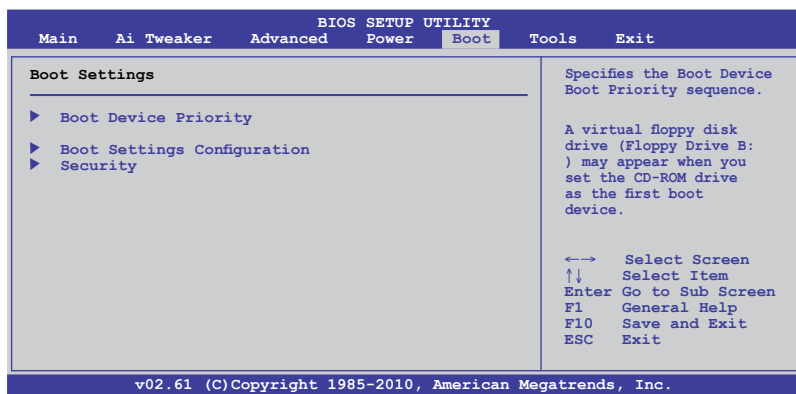 BIOS SETUP UTILITY
Main Ai Tweaker Advanced Power Boot Tools Exit
Boot Settings
Boot Device Priority
Boot Settings Configuration
Security
Specifies the Boot Device
Boot Priority sequence.
A virtual floppy disk
drive (Floppy Drive B:
) may appear when you
set the CD-ROM drive
as the first boot
device.
←→ Select Screen
↑↓ Select Item
Enter Go to Sub Screen
F1 General Help
F10 Save and Exit
ESC Exit
v02.61 (C)Copyright 1985-2010, American Megatrends, Inc.